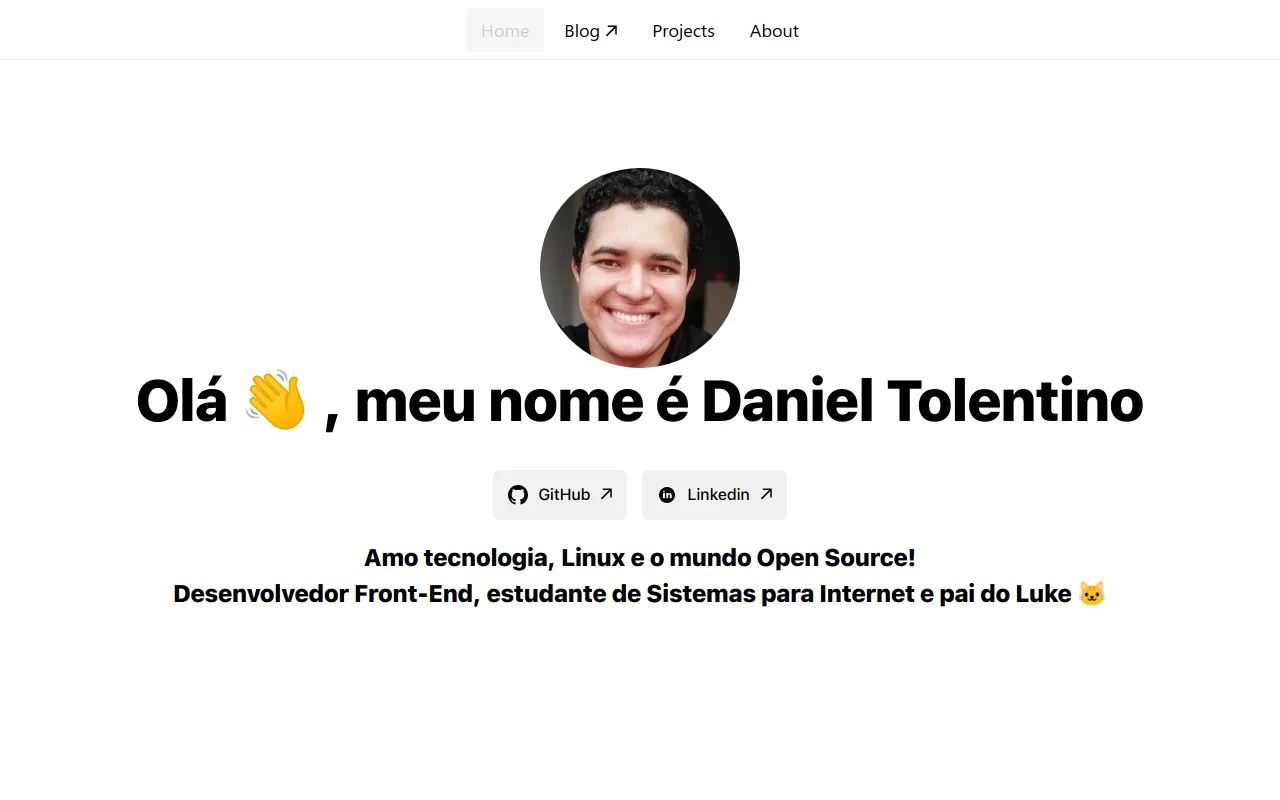 Home Blog Projects About
Olá 👋 , meu nome é Daniel Tolentino
GitHub Linkedin
Amo tecnologia, Linux e o mundo Open Source!
Desenvolvedor Front-End, estudante de Sistemas para Internet e pai do Luke 🐱